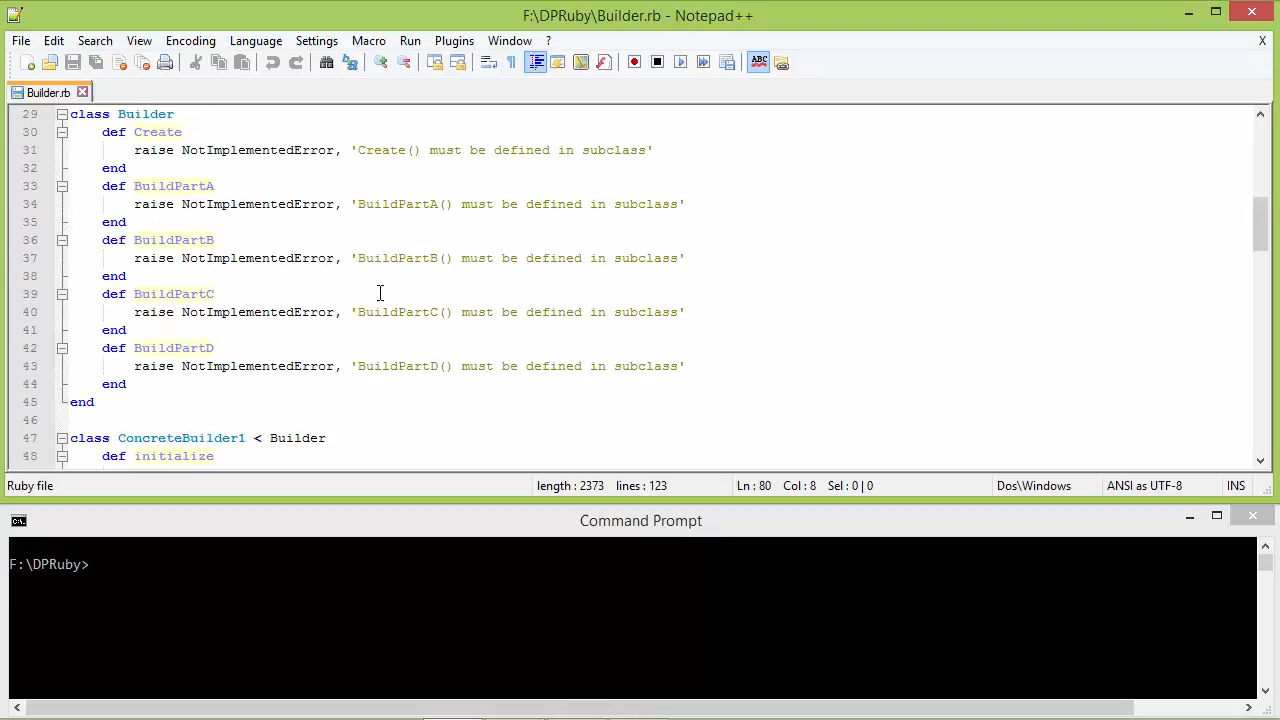 F:\DPRuby\Builder.rb - Notepad++
File Edit Search View Encoding Language Settings Macro Run Plugins Window ? X
ABC
Builder.rb
29 class Builder
30 def Create
31 raise NotImplementedError, 'Create() must be defined in subclass'
32 end
33 def BuildPartA
34 raise NotImplementedError, 'BuildPartA() must be defined in subclass'
35 end
36 def BuildPartB
37 raise NotImplementedError, 'BuildPartB() must be defined in subclass'
38 end
39 def BuildPartC
40 raise NotImplementedError, 'BuildPartC() must be defined in subclass'
41 end
42 def BuildPartD
43 raise NotImplementedError, 'BuildPartD() must be defined in subclass'
44 end
45 end
46
47 class ConcreteBuilder1 < Builder
48 def initialize
Ruby file length : 2373 lines : 123 Ln : 80 Col : 8 Sel : 0 | 0 Dos\Windows ANSI as UTF-8 INS
Command Prompt
F:\DPRuby>